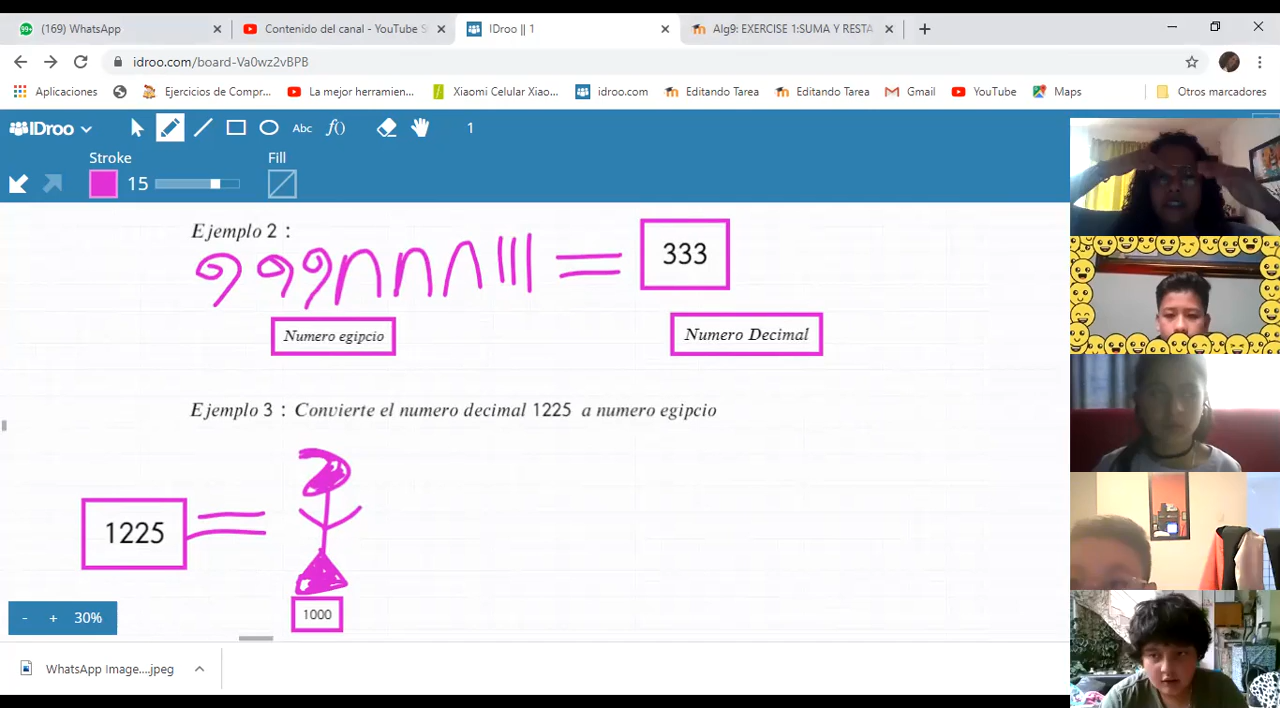 (169) WhatsApp
Contenido del canal - YouTube S
IDroo || 1
Alg9: EXERCISE 1:SUMA Y RESTA
99+
idroo.com/board-Va0wz2vBPB
Aplicaciones
Ejercicios de Compr...
La mejor herramien...
Xiaomi Celular Xiao...
idroo.com
Editando Tarea
Editando Tarea
Gmail
YouTube
Maps
Otros marcadores
IDroo
Abc
f()
1
Stroke
Fill
15
Ejemplo 2 :
= 333
Numero egipcio
Numero Decimal
Ejemplo 3 : Convierte el numero decimal 1225 a numero egipcio
1225 =
1000
- + 30%
WhatsApp Image....jpeg